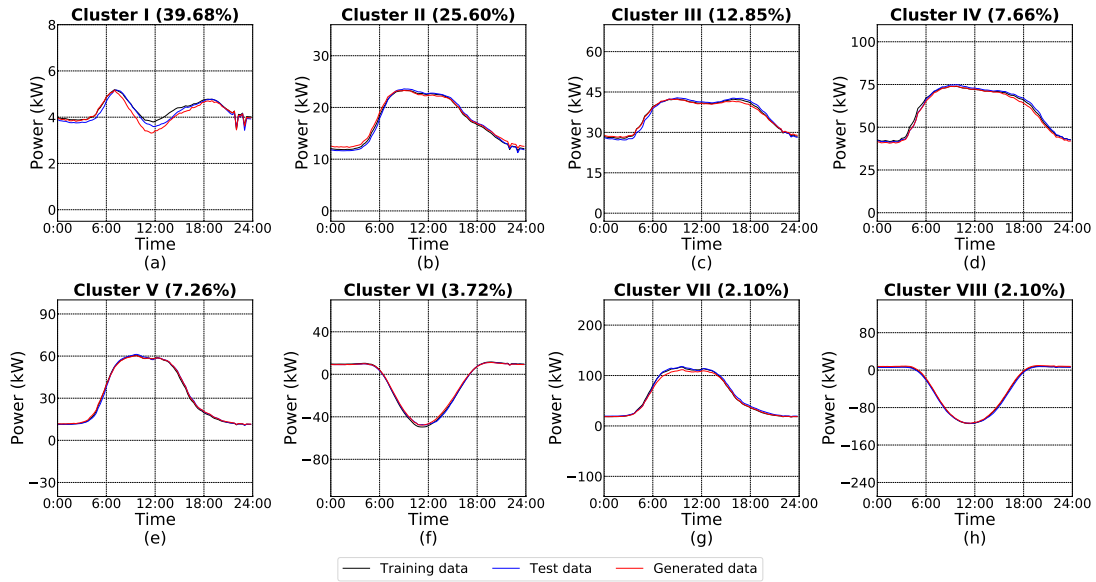 Cluster I (39.68%)
Power (kW)
8
6
4
2
0
0:00 6:00 12:00 18:00 24:00
Time
(a)
Cluster II (25.60%)
Power (kW)
30
20
10
0
0:00 6:00 12:00 18:00 24:00
Time
(b)
Cluster III (12.85%)
Power (kW)
60
45
30
15
0
0:00 6:00 12:00 18:00 24:00
Time
(c)
Cluster IV (7.66%)
Power (kW)
100
75
50
25
0
0:00 6:00 12:00 18:00 24:00
Time
(d)
Cluster V (7.26%)
Power (kW)
90
60
30
0
−30
0:00 6:00 12:00 18:00 24:00
Time
(e)
Cluster VI (3.72%)
Power (kW)
40
0
−40
−80
0:00 6:00 12:00 18:00 24:00
Time
(f)
Cluster VII (2.10%)
Power (kW)
200
100
0
−100
0:00 6:00 12:00 18:00 24:00
Time
(g)
Cluster VIII (2.10%)
Power (kW)
80
0
−80
−160
−240
0:00 6:00 12:00 18:00 24:00
Time
(h)
Training data Test data Generated data